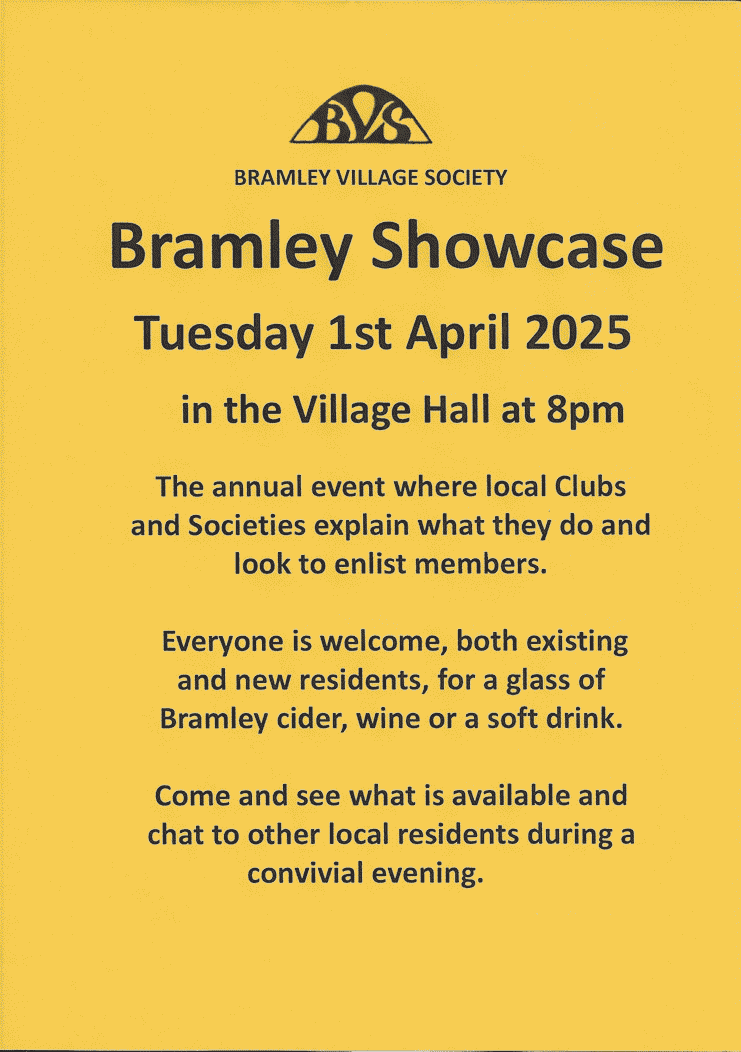 BVS
BRAMLEY VILLAGE SOCIETY
Bramley Showcase
Tuesday 1st April 2025
in the Village Hall at 8pm
The annual event where local Clubs
and Societies explain what they do and
look to enlist members.
Everyone is welcome, both existing
and new residents, for a glass of
Bramley cider, wine or a soft drink.
Come and see what is available and
chat to other local residents during a
convivial evening.